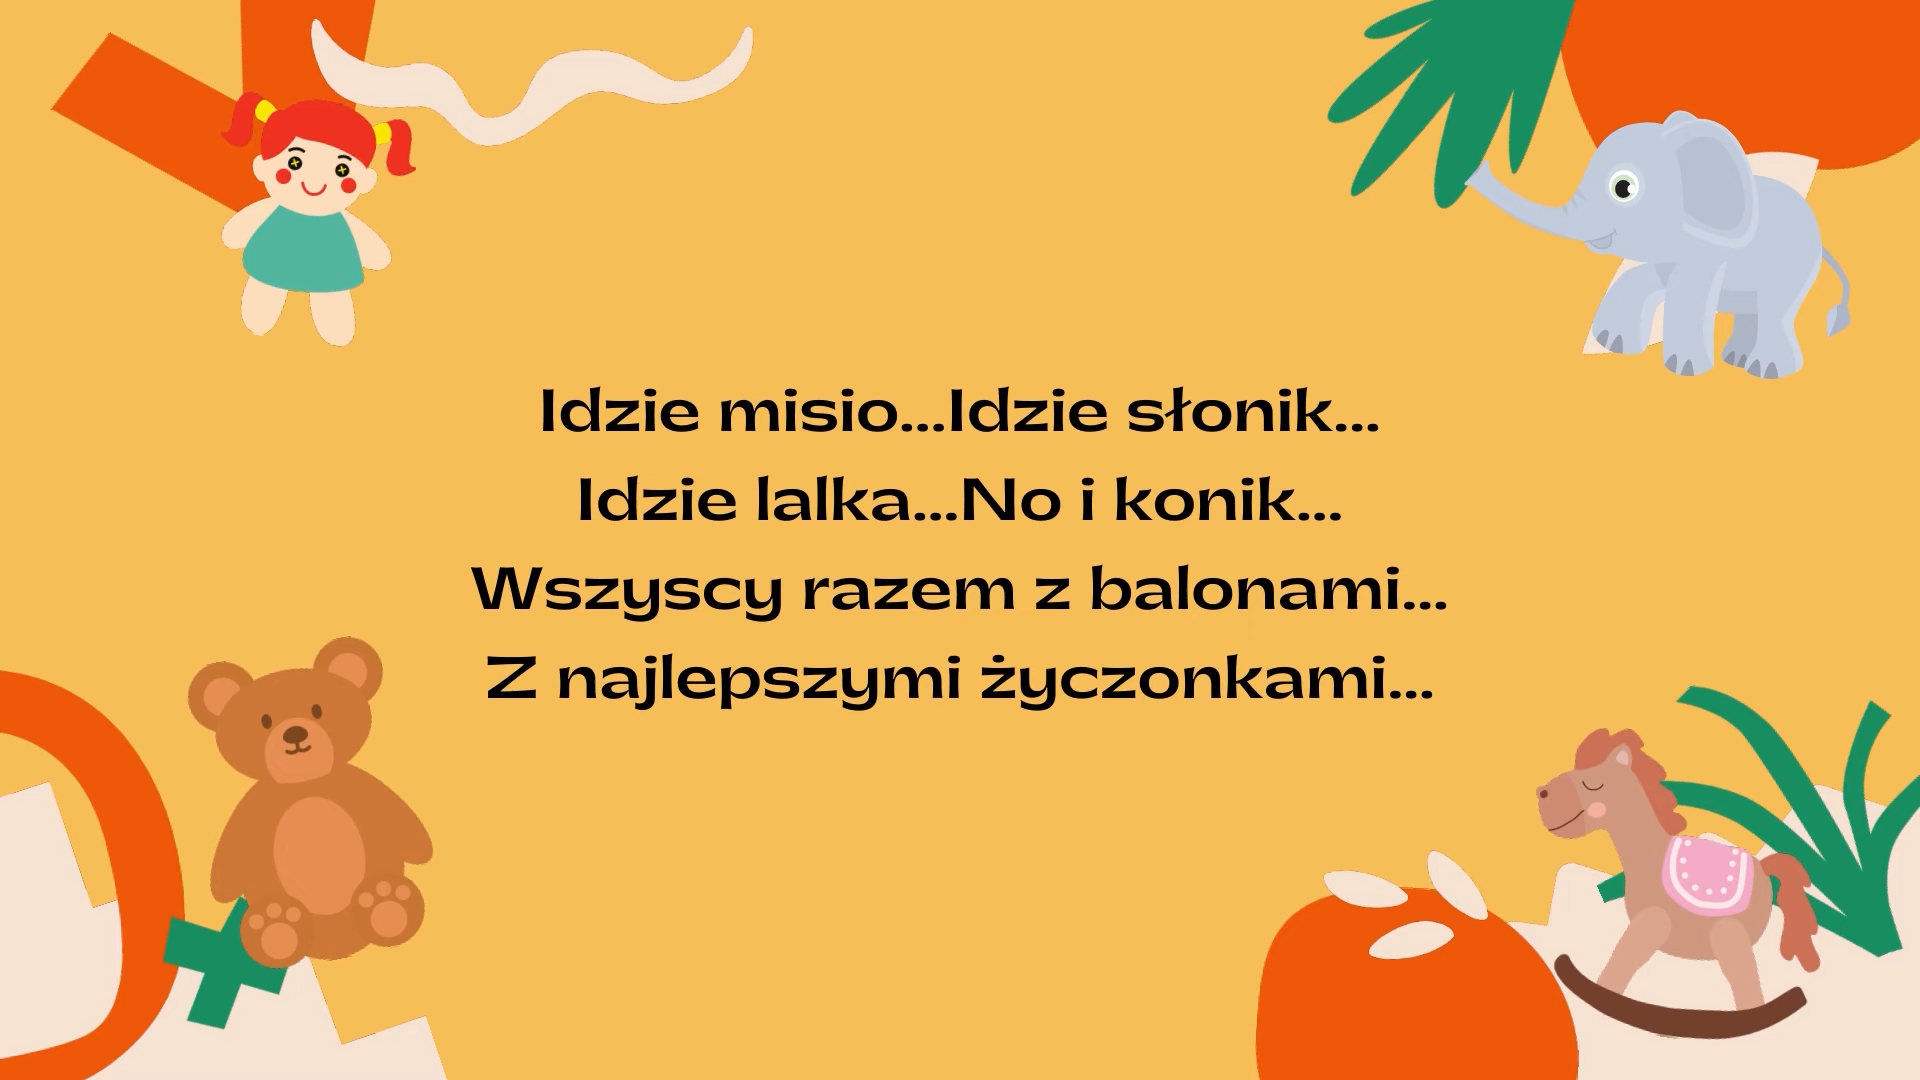 Idzie misio...Idzie słonik...
Idzie lalka...No i konik...
Wszyscy razem z balonami...
Z najlepszymi życzonkami...